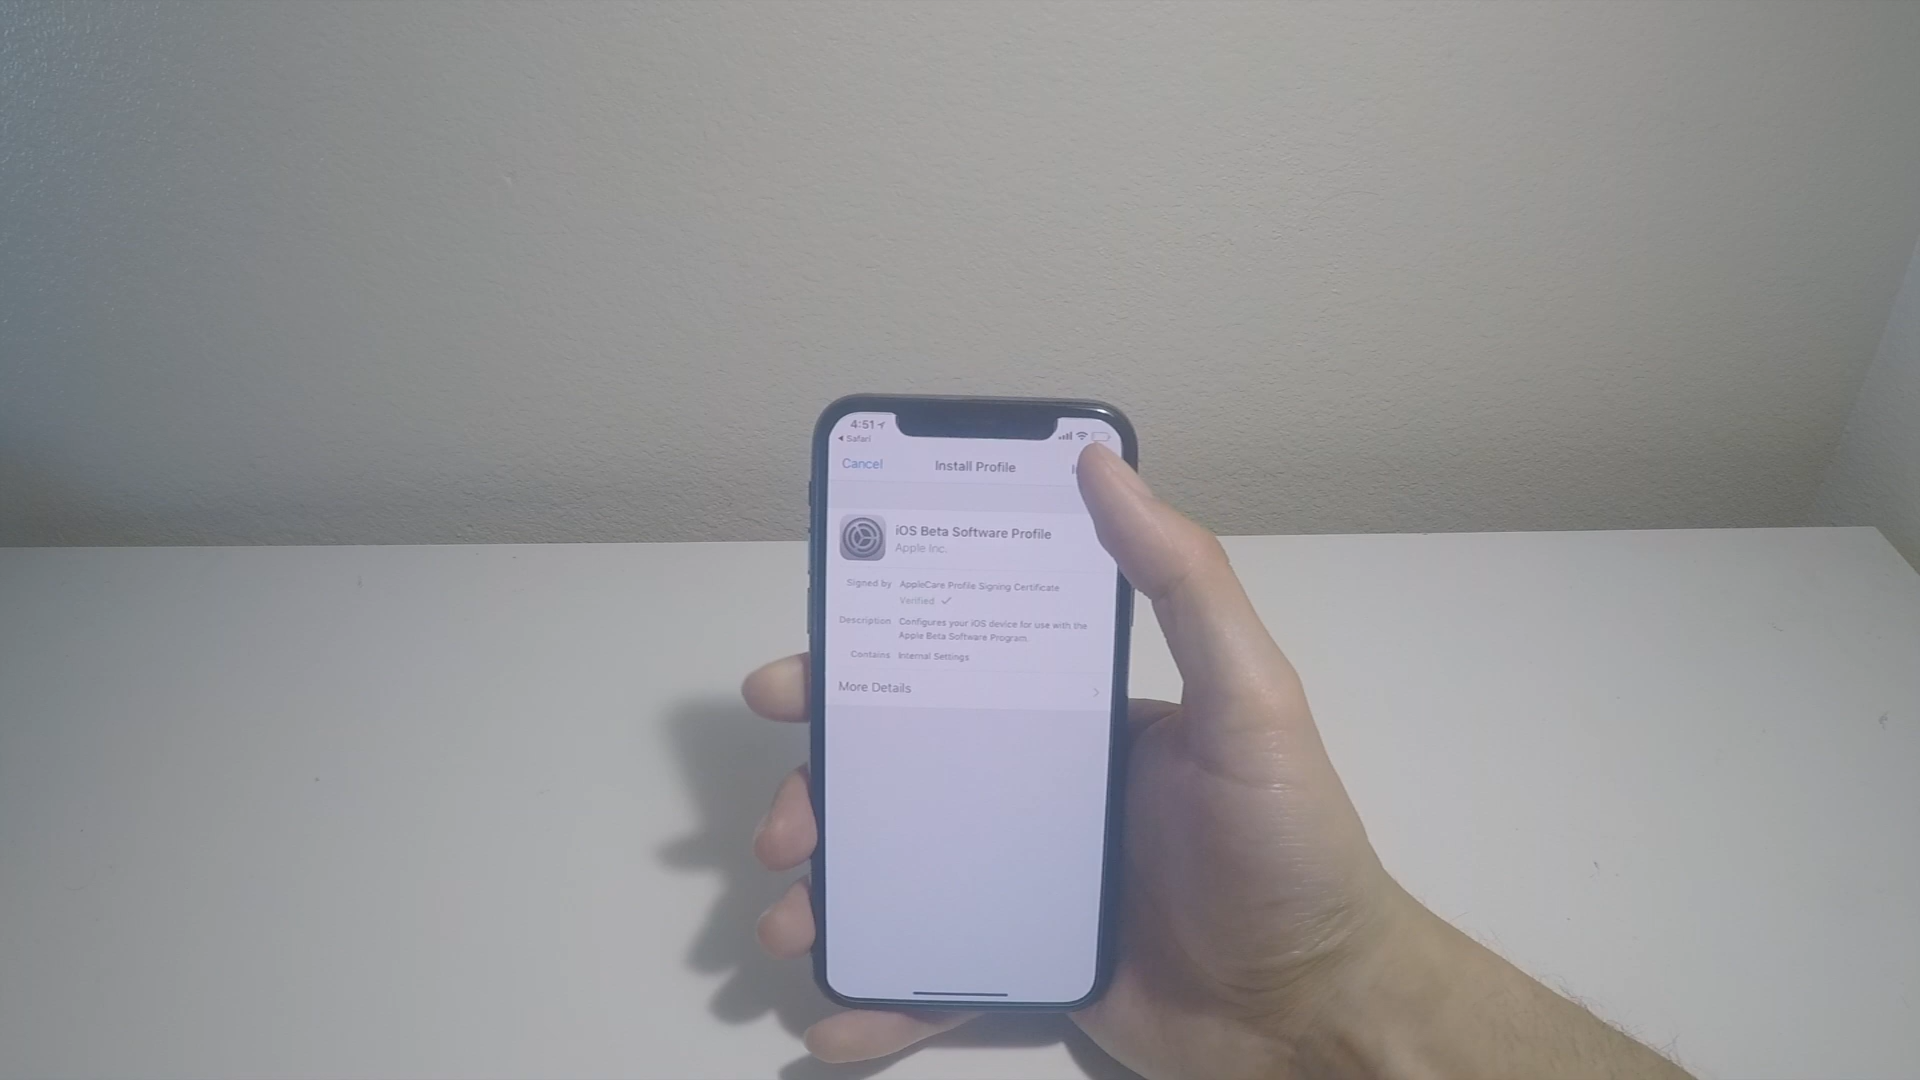 4:51
Safari
Cancel
Install Profile
iOS Beta Software Profile
Apple Inc.
Signed by AppleCare Profile Signing Certificate
Verified
Description Configures your iOS device for use with the
Apple Beta Software Program.
Contains Internal Settings
More Details